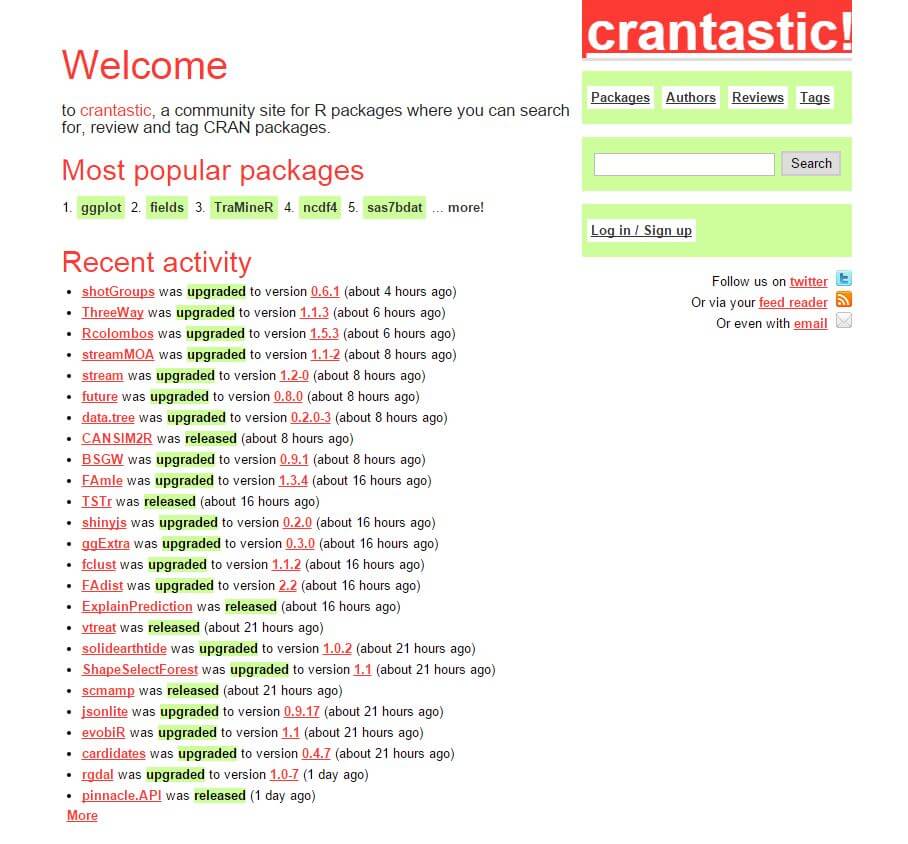 crantastic!
Welcome
to crantastic, a community site for R packages where you can search
for, review and tag CRAN packages.
Most popular packages
1. ggplot 2. fields 3. TraMineR 4. ncdf4 5. sas7bdat ... more!
Recent activity
shotGroups was upgraded to version 0.6.1 (about 4 hours ago)
ThreeWay was upgraded to version 1.1.3 (about 6 hours ago)
Rcolombos was upgraded to version 1.5.3 (about 6 hours ago)
streamMOA was upgraded to version 1.1-2 (about 8 hours ago)
stream was upgraded to version 1.2-0 (about 8 hours ago)
future was upgraded to version 0.8.0 (about 8 hours ago)
data.tree was upgraded to version 0.2.0-3 (about 8 hours ago)
CANSIM2R was released (about 8 hours ago)
BSGW was upgraded to version 0.9.1 (about 8 hours ago)
FAmle was upgraded to version 1.3.4 (about 16 hours ago)
TSTr was released (about 16 hours ago)
shinyjs was upgraded to version 0.2.0 (about 16 hours ago)
ggExtra was upgraded to version 0.3.0 (about 16 hours ago)
fclust was upgraded to version 1.1.2 (about 16 hours ago)
FAdist was upgraded to version 2.2 (about 16 hours ago)
ExplainPrediction was released (about 16 hours ago)
vtreat was released (about 21 hours ago)
solidearthtide was upgraded to version 1.0.2 (about 21 hours ago)
ShapeSelectForest was upgraded to version 1.1 (about 21 hours ago)
scmamp was released (about 21 hours ago)
jsonlite was upgraded to version 0.9.17 (about 21 hours ago)
evobiR was upgraded to version 1.1 (about 21 hours ago)
cardidates was upgraded to version 0.4.7 (about 21 hours ago)
rgdal was upgraded to version 1.0-7 (1 day ago)
pinnacle.API was released (1 day ago)
More
Packages Authors Reviews Tags
Search
Log in / Sign up
Follow us on twitter
Or via your feed reader
Or even with email